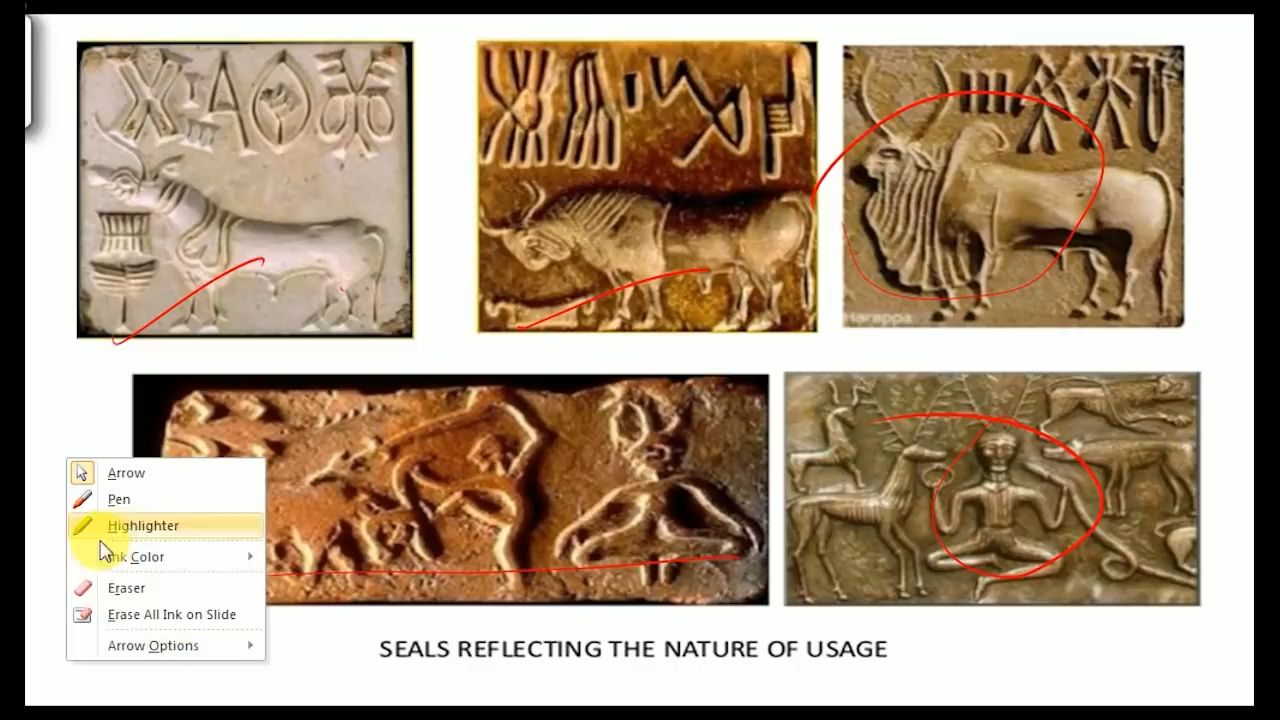 Harappa
Arrow
Pen
Highlighter
Ink Color
Eraser
Erase All Ink on Slide
Arrow Options
SEALS REFLECTING THE NATURE OF USAGE